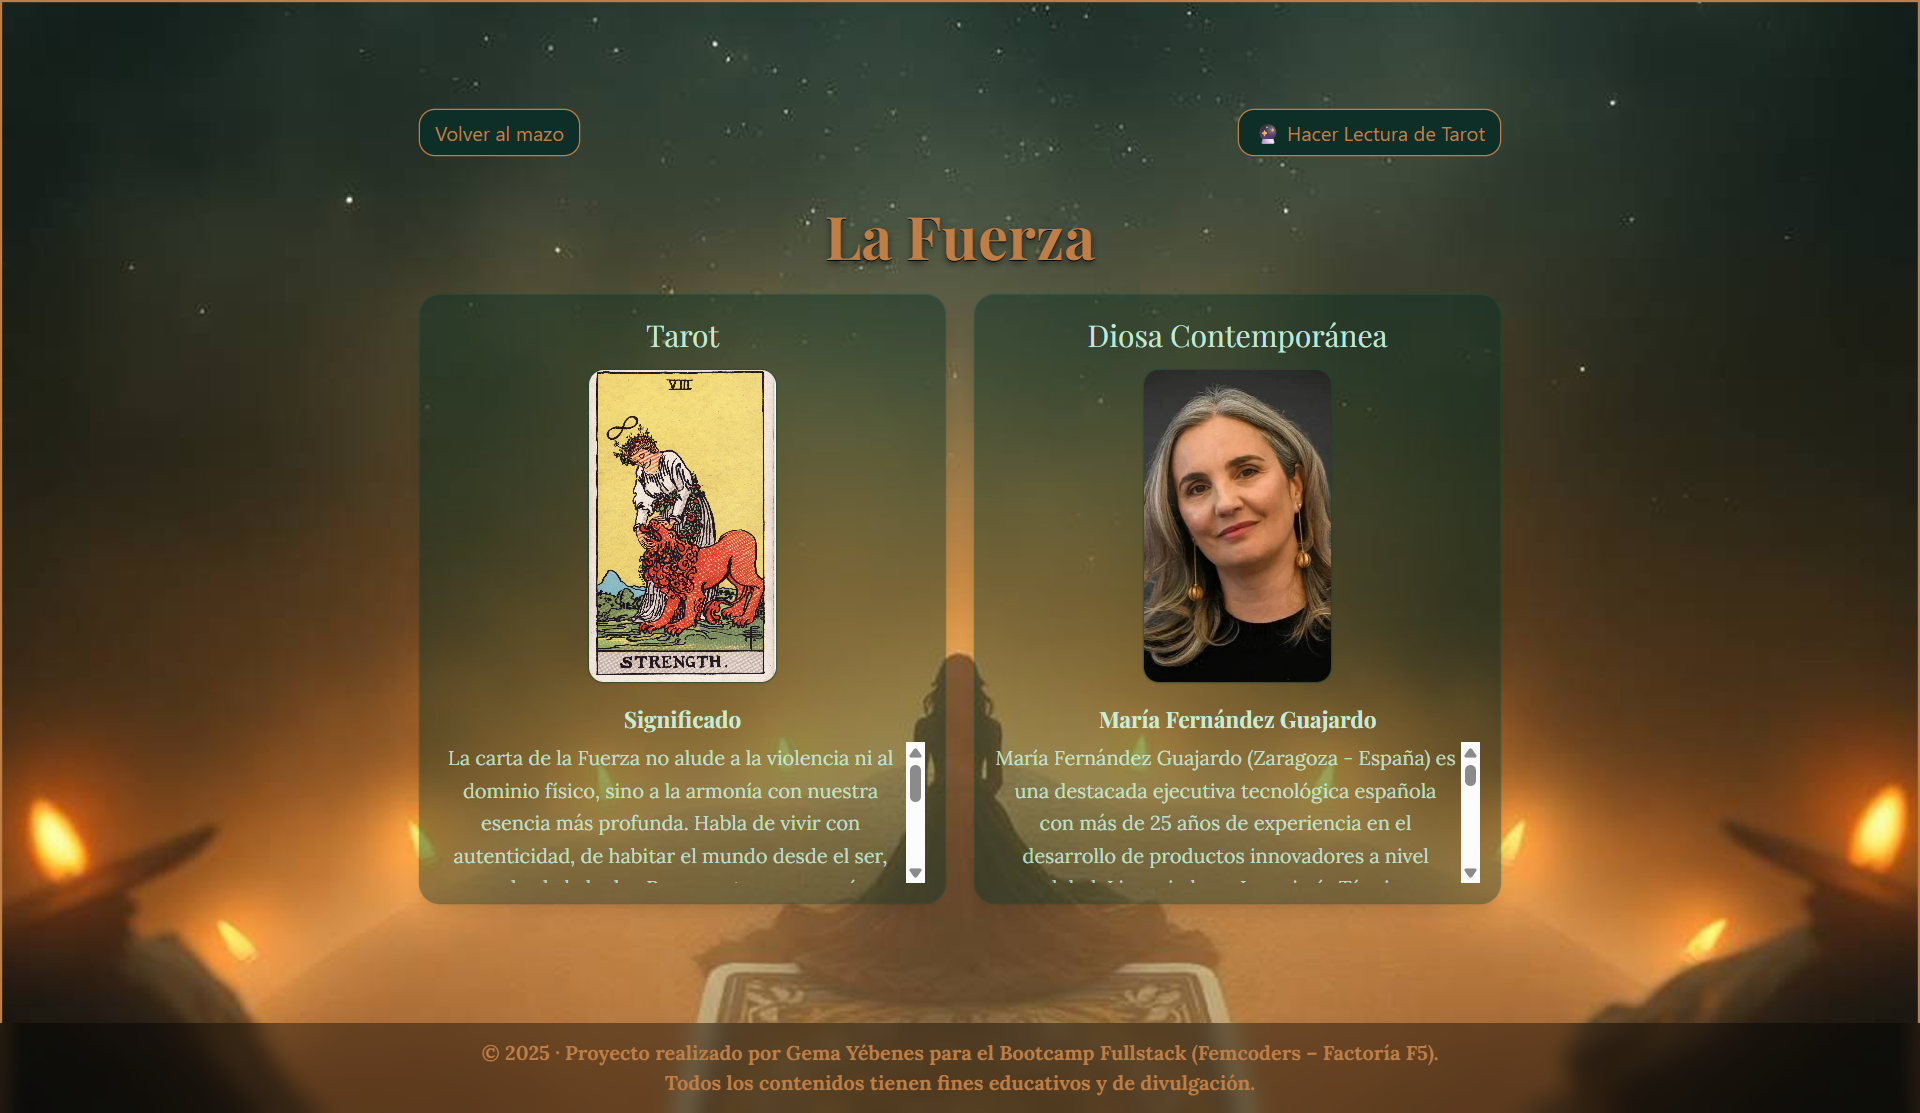 Volver al mazo
Hacer Lectura de Tarot
La Fuerza
Tarot
VIII
STRENGTH.
Significado
La carta de la Fuerza no alude a la violencia ni al
dominio físico, sino a la armonía con nuestra
esencia más profunda. Habla de vivir con
autenticidad, de habitar el mundo desde el ser,
Diosa Contemporánea
María Fernández Guajardo
María Fernández Guajardo (Zaragoza - España) es
una destacada ejecutiva tecnológica española
con más de 25 años de experiencia en el
desarrollo de productos innovadores a nivel
© 2025 · Proyecto realizado por Gema Yébenes para el Bootcamp Fullstack (Femcoders – Factoría F5).
Todos los contenidos tienen fines educativos y de divulgación.